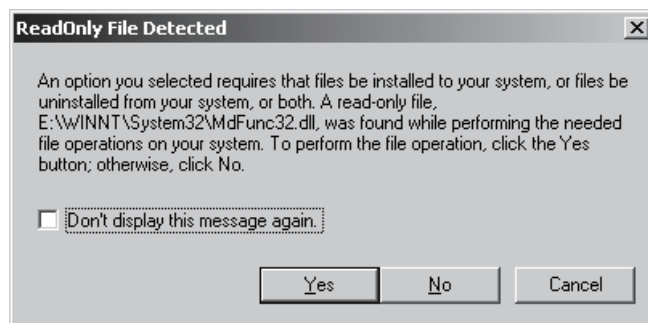 ReadOnly File Detected
An option you selected requires that files be installed to your system, or files be
uninstalled from your system, or both. A read-only file,
E:\WINNT\System32\MdFunc32.dll, was found while performing the needed
file operations on your system. To perform the file operation, click the Yes
button; otherwise, click No.
Don't display this message again.
Yes No Cancel